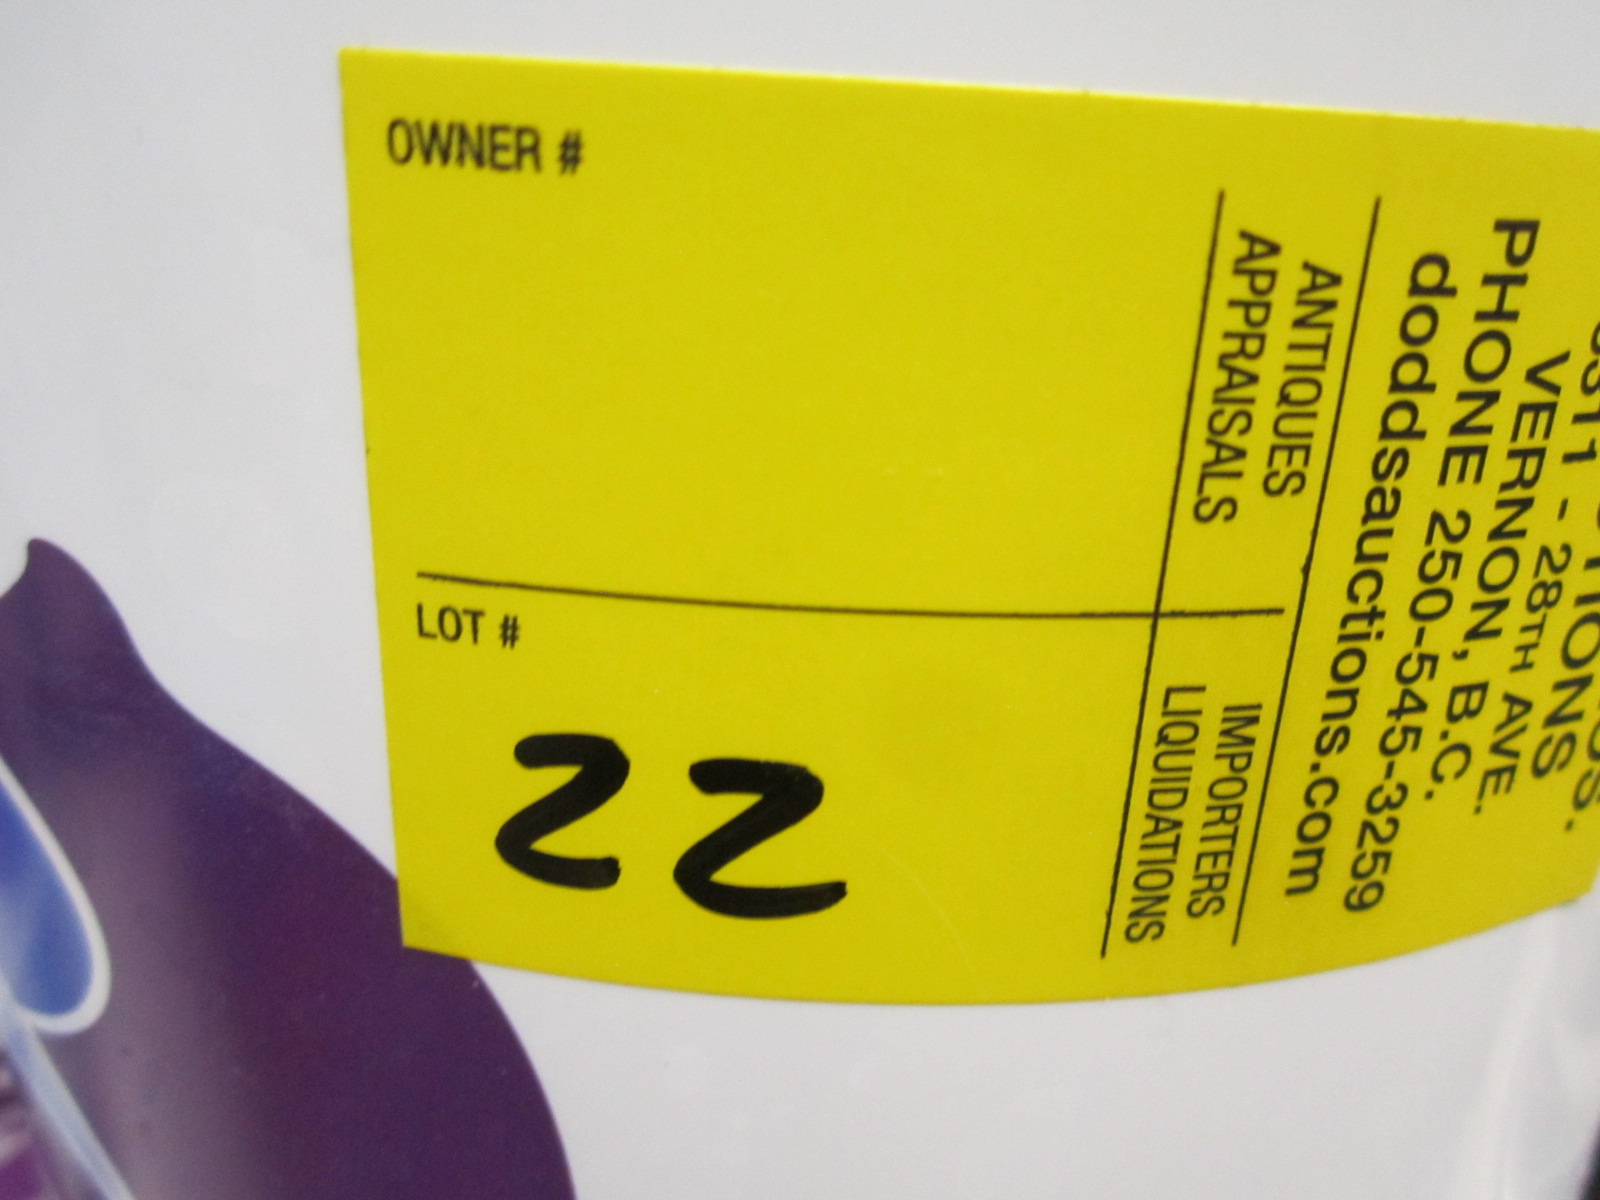 OWNER #
LOT #
22
VERNON, B.C.
PHONE 250-545-3259
doddsauctions.com
ANTIQUES IMPORTERS
APPRAISALS LIQUIDATIONS